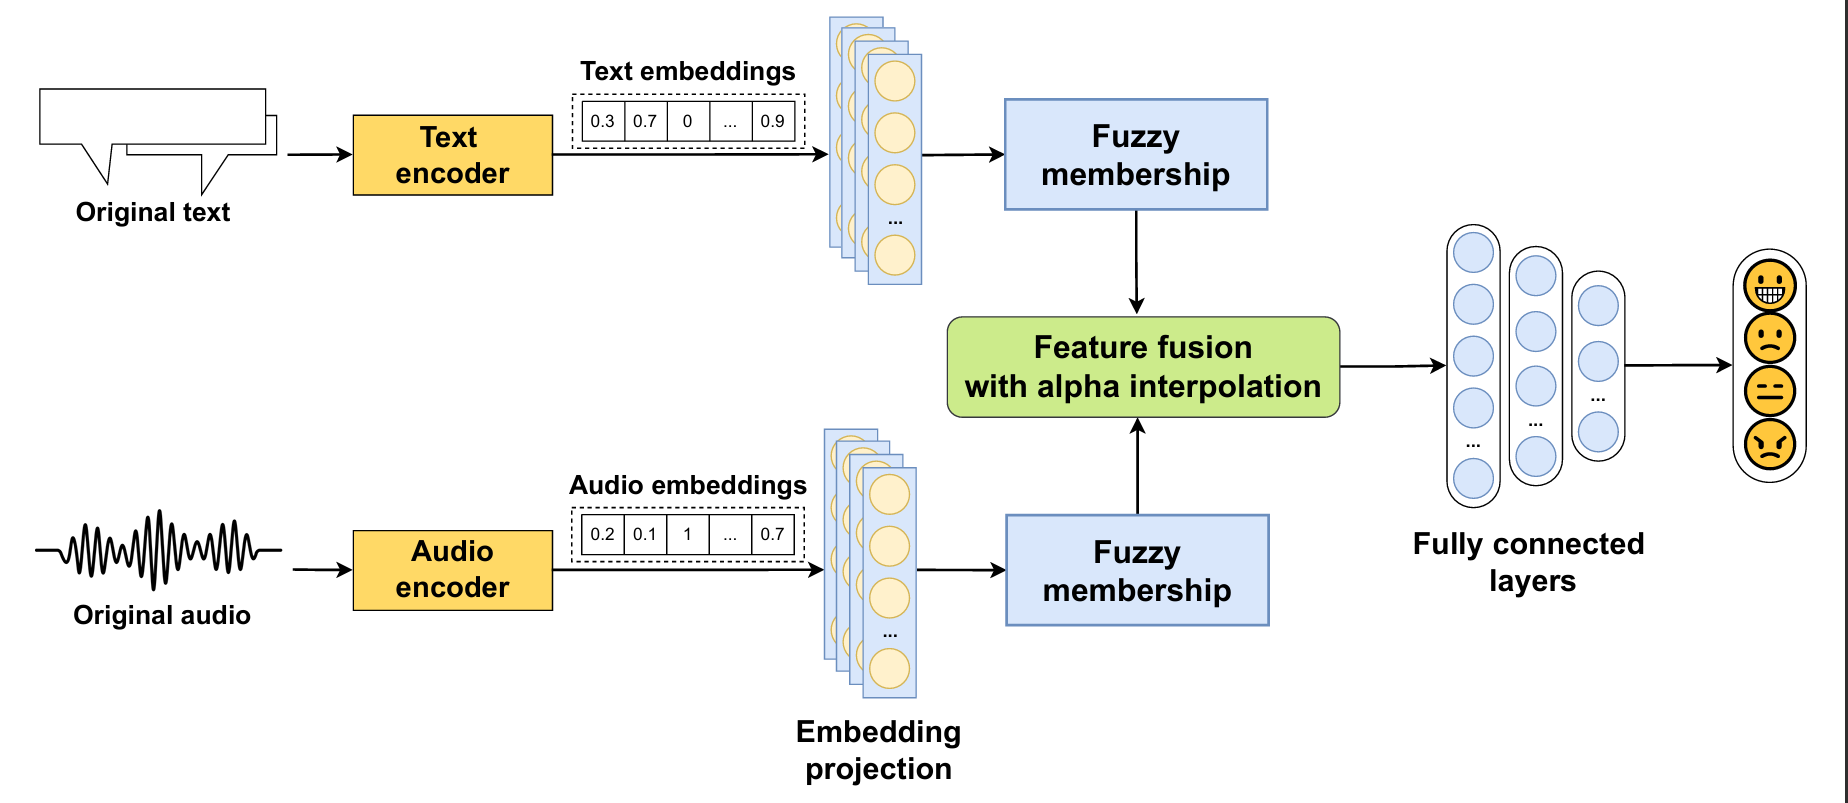 Original text
Text
encoder
Text embeddings
0.3 0.7 0 ... 0.9
...
Fuzzy
membership
Feature fusion
with alpha interpolation
Original audio
Audio
encoder
Audio embeddings
0.2 0.1 1 ... 0.7
...
Embedding
projection
Fuzzy
membership
...
...
...
Fully connected
layers